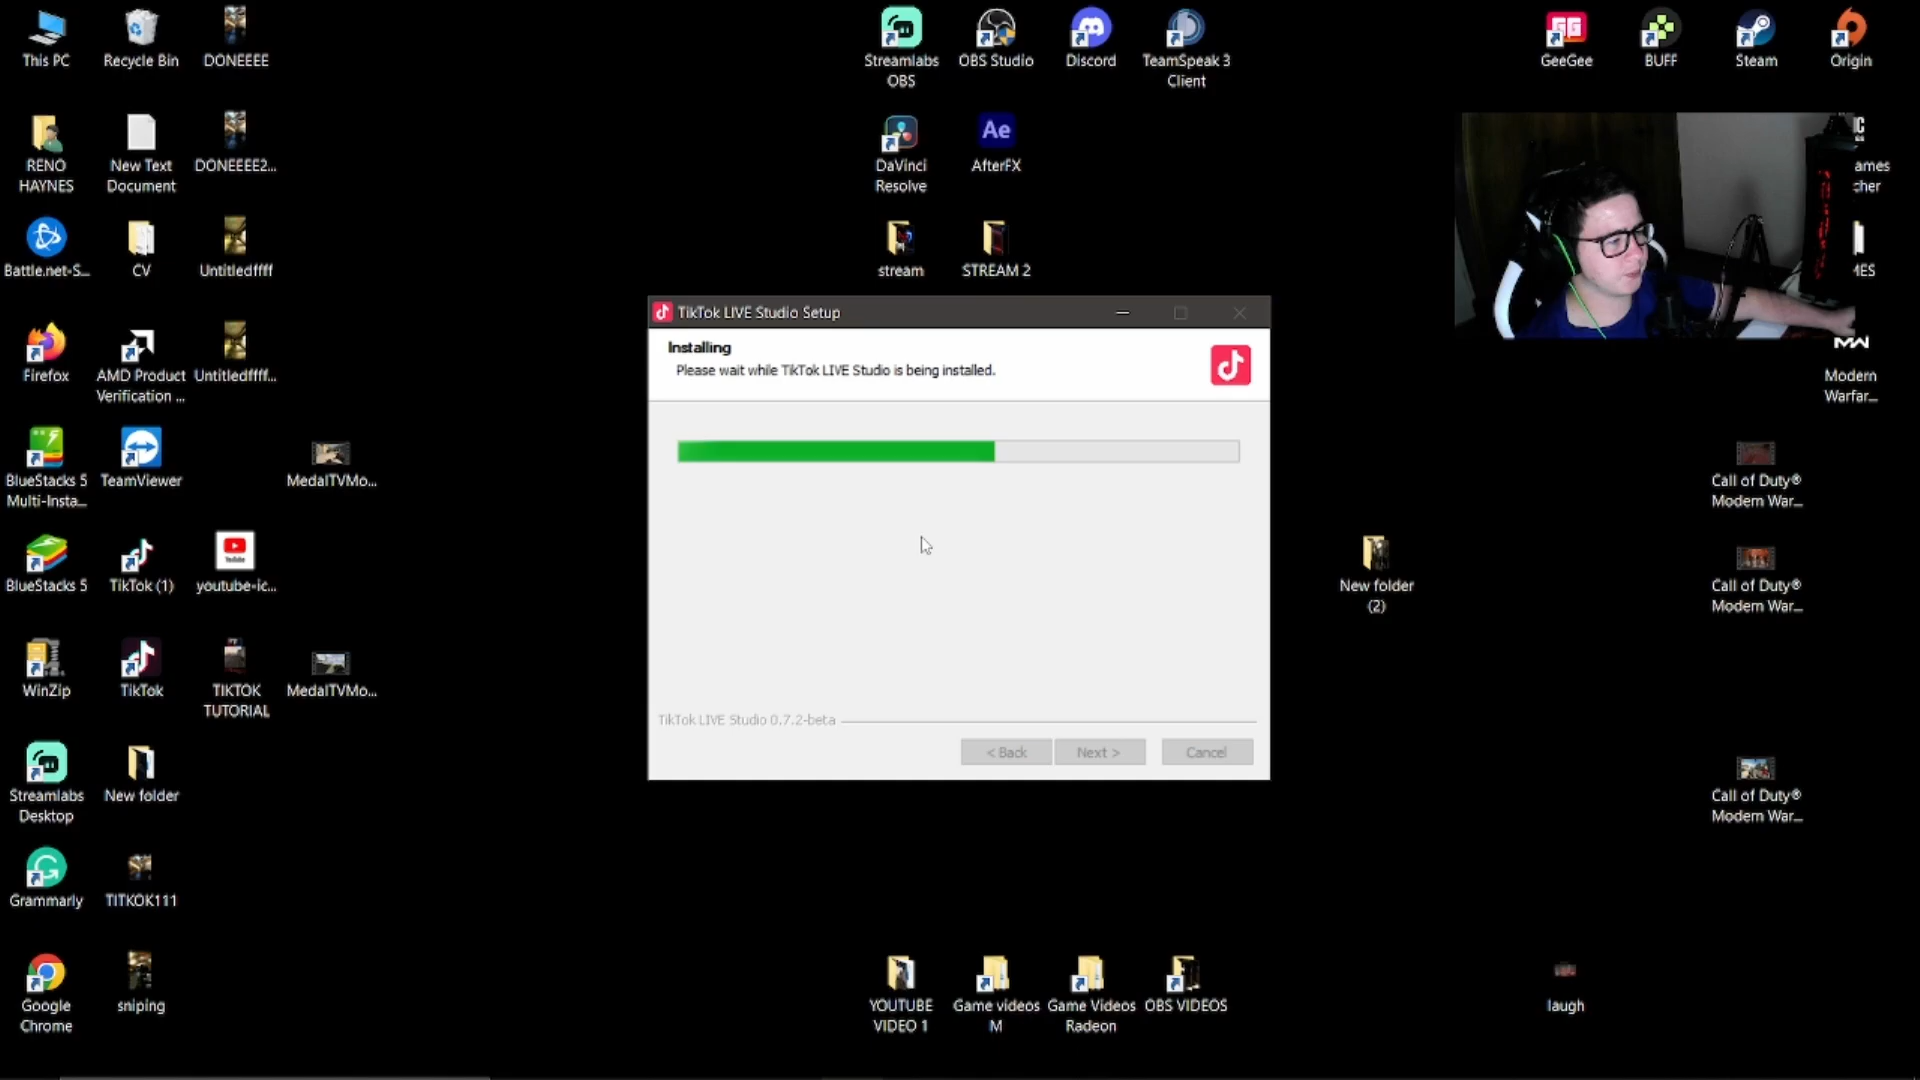 This PC
Recycle Bin
DONEEEE
Streamlabs
OBS
OBS Studio
Discord
TeamSpeak 3
Client
GeeGee
BUFF
Steam
Origin
RENO
HAYNES
New Text
Document
DONEEEE2...
DaVinci
Resolve
Ae
AfterFX
ames
cher
Battle.net-S...
CV
Untitledffff
stream
STREAM 2
TikTok LIVE Studio Setup
Installing
Please wait while TikTok LIVE Studio is being installed.
Firefox
AMD Product
Verification ...
Untitledffff...
MW
Modern
Warfar...
BlueStacks 5
Multi-Insta...
TeamViewer
MedalTVMo...
Call of Duty®
Modern War...
BlueStacks 5
TikTok (1)
YouTube
youtube-ic...
New folder
(2)
Call of Duty®
Modern War...
WinZip
TikTok
TIKTOK
TUTORIAL
MedalTVMo...
TikTok LIVE Studio 0.7.2-beta
< Back
Next >
Cancel
Streamlabs
Desktop
New folder
Call of Duty®
Modern War...
Grammarly
TITKOK111
Google
Chrome
sniping
YOUTUBE
VIDEO 1
Game videos
M
Game Videos
Radeon
OBS VIDEOS
laugh